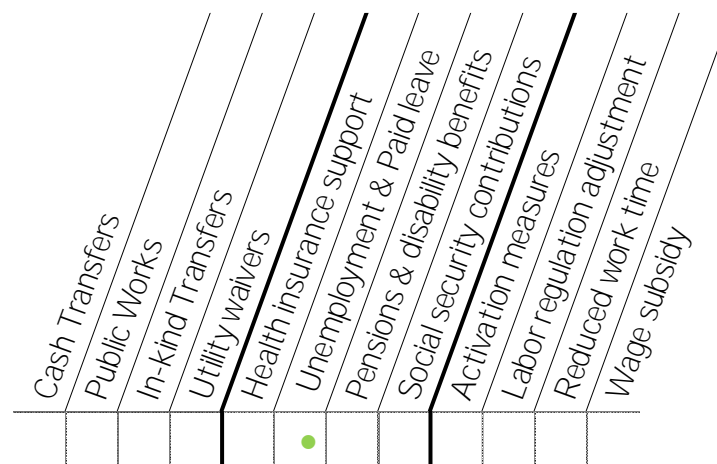 Cash Transfers
Public Works
In-Kind Transfers
Utility waivers
Health insurance support
Unemployment & Paid leave
Pensions & disability benefits
Social security contributions
Activation measures
Labor regulation adjustment
Reduced work time
Wage subsidy